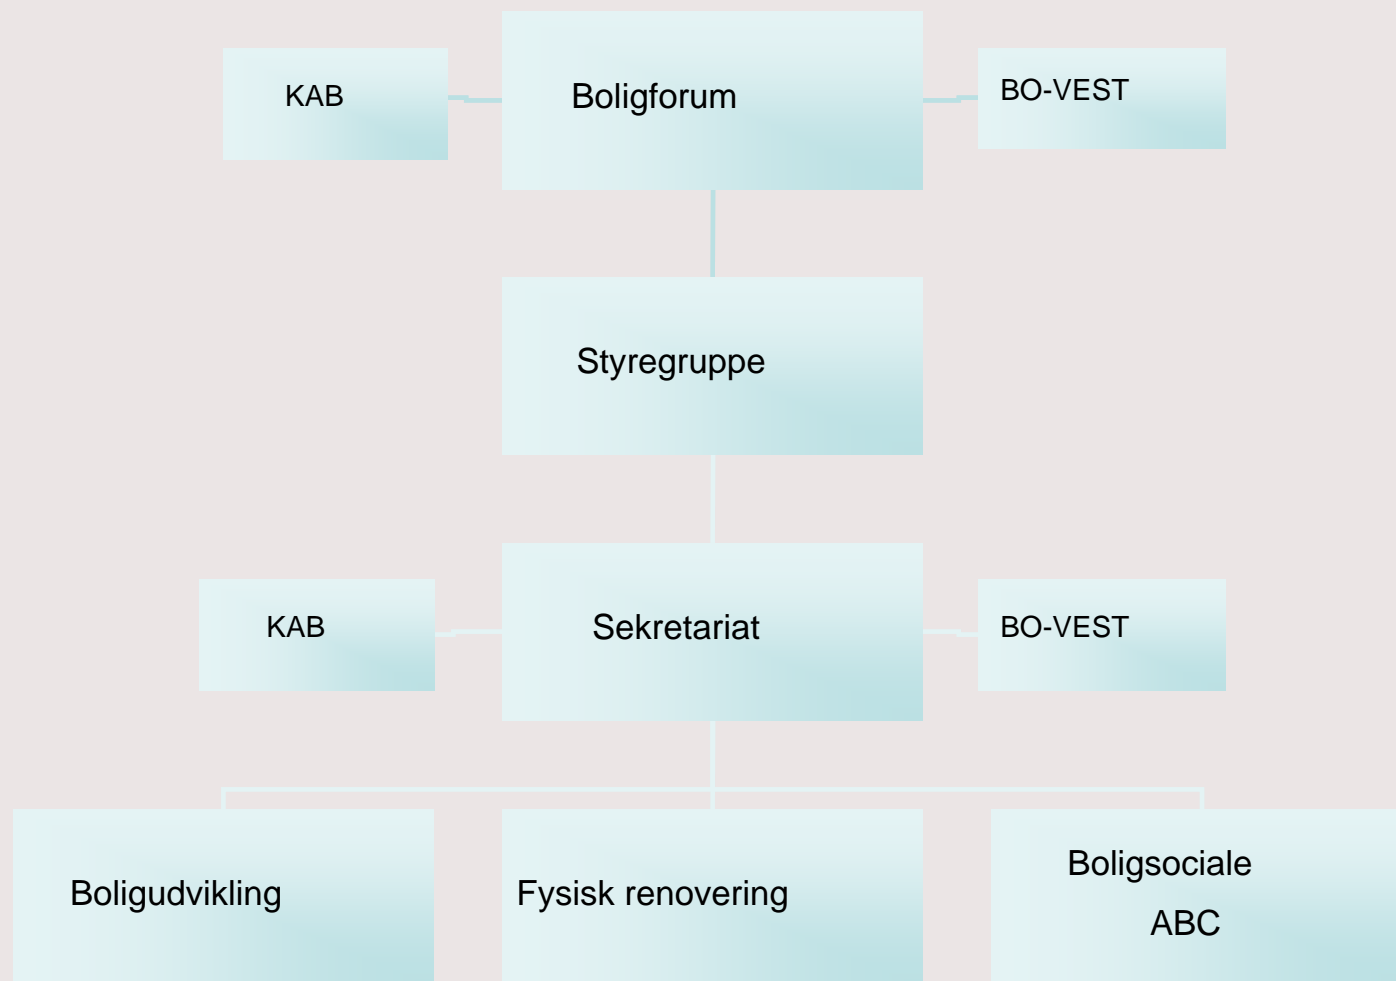 KAB
Boligforum
BO-VEST
Styregruppe
KAB
Sekretariat
BO-VEST
Boligudvikling
Fysisk renovering
Boligsociale
ABC